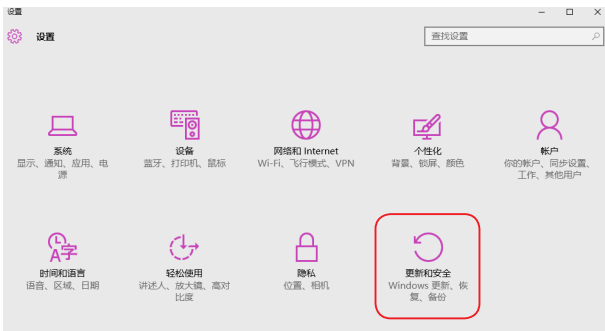 设置
设置
查找设置
系统
显示、通知、应用、电
源
设备
蓝牙、打印机、鼠标
网络和 Internet
Wi-Fi、飞行模式、VPN
个性化
背景、锁屏、颜色
帐户
你的帐户、同步设置、
工作、其他用户
时间和语言
语音、区域、日期
轻松使用
讲述人、放大镜、高对
比度
隐私
位置、相机
更新和安全
Windows 更新、恢
复、备份